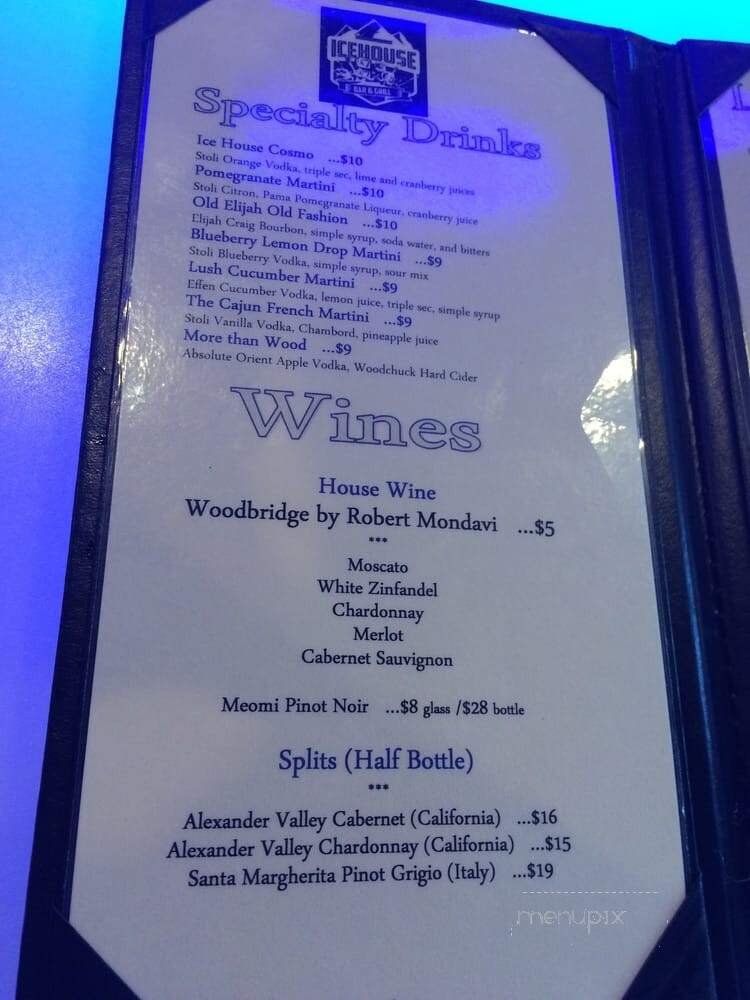 ICEHOUSE
BAR & GRILL
Specialty Drinks
Ice House Cosmo ...$10
Stoli Orange Vodka, triple sec, lime and cranberry juices
Pomegranate Martini ...$10
Stoli Citron, Pama Pomegranate Liqueur, cranberry juice
Old Elijah Old Fashion ...$10
Elijah Craig Bourbon, simple syrup, soda water, and bitters
Blueberry Lemon Drop Martini ...$9
Stoli Blueberry Vodka, simple syrup, sour mix
Lush Cucumber Martini ...$9
Effen Cucumber Vodka, lemon juice, triple sec, simple syrup
The Cajun French Martini ...$9
Stoli Vanilla Vodka, Chambord, pineapple juice
More than Wood ...$9
Absolute Orient Apple Vodka, Woodchuck Hard Cider
Wines
House Wine
Woodbridge by Robert Mondavi ...$5
***
Moscato
White Zinfandel
Chardonnay
Merlot
Cabernet Sauvignon
Meomi Pinot Noir ...$8 glass /$28 bottle
Splits (Half Bottle)
***
Alexander Valley Cabernet (California) ...$16
Alexander Valley Chardonnay (California) ...$15
Santa Margherita Pinot Grigio (Italy) ...$19
menupix